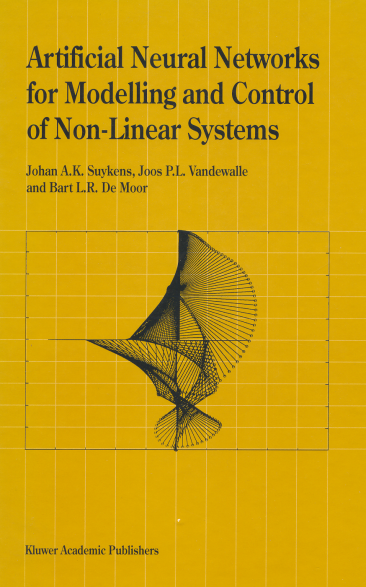 Artificial Neural Networks
for Modelling and Control
of Non-Linear Systems
Johan A.K. Suykens, Joos P.L. Vandewalle
and Bart L.R. De Moor
Kluwer Academic Publishers